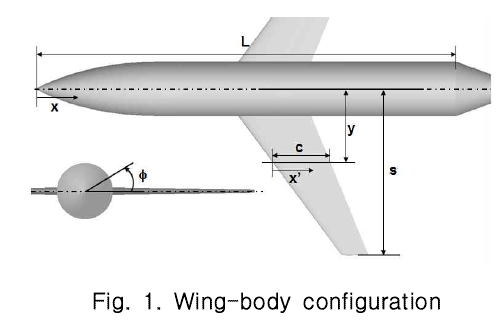 L
x
y
c
s
x'
ϕ
Fig. 1. Wing-body configuration